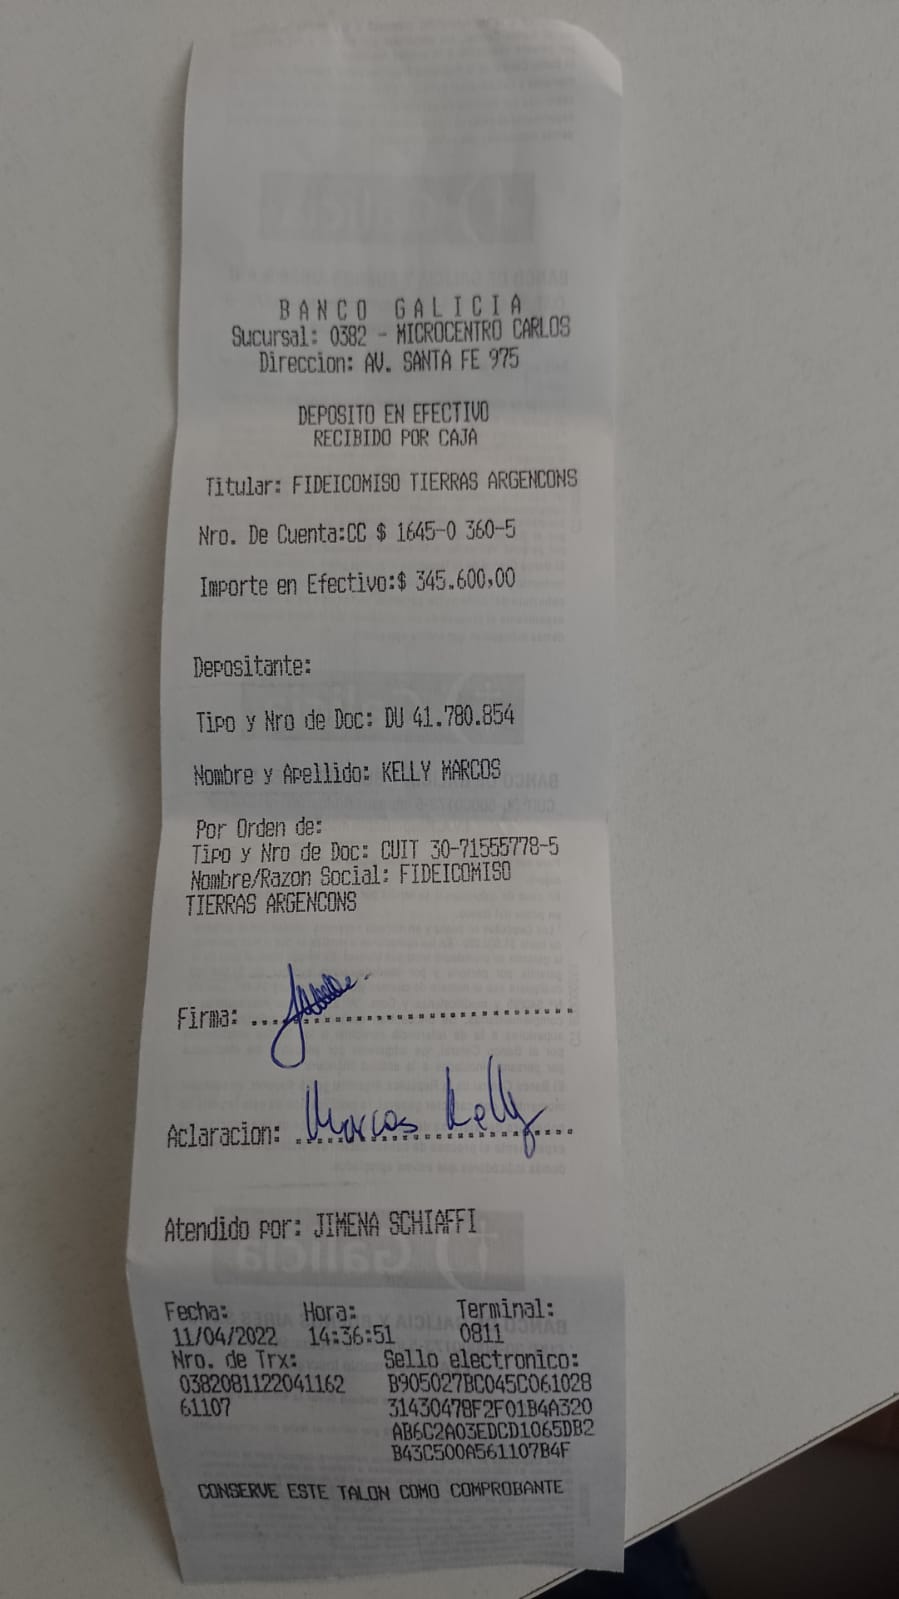 BANCO GALICIA
Sucursal: 0382 - MICROCENTRO CARLOS
Direccion: AV. SANTA FE 975
DEPOSITO EN EFECTIVO
RECIBIDO POR CAJA
Titular: FIDEICOMISO TIERRAS ARGENCONS
Nro. De Cuenta:CC $ 1645-0 360-5
Importe en Efectivo:$ 345.600,00
Depositante:
Tipo y Nro de Doc: DU 41.780.854
Nombre y Apellido: KELLY MARCOS
Por Orden de:
Tipo y Nro de Doc: CUIT 30-71555778-5
Nombre/Razon Social: FIDEICOMISO
TIERRAS ARGENCONS
Firma:
Aclaracion: Marcos Kelly
Atendido por: JIMENA SCHIAFFI
Fecha: Hora: Terminal:
11/04/2022 14:36:51 0811
Nro. de Trx: Sello electronico:
0382081122041162 B905027BC045C061028
61107 31430478F2F01B4A320
AB6C2A03EDCD1065DB2
B43C500A561107B4F
CONSERVE ESTE TALON COMO COMPROBANTE